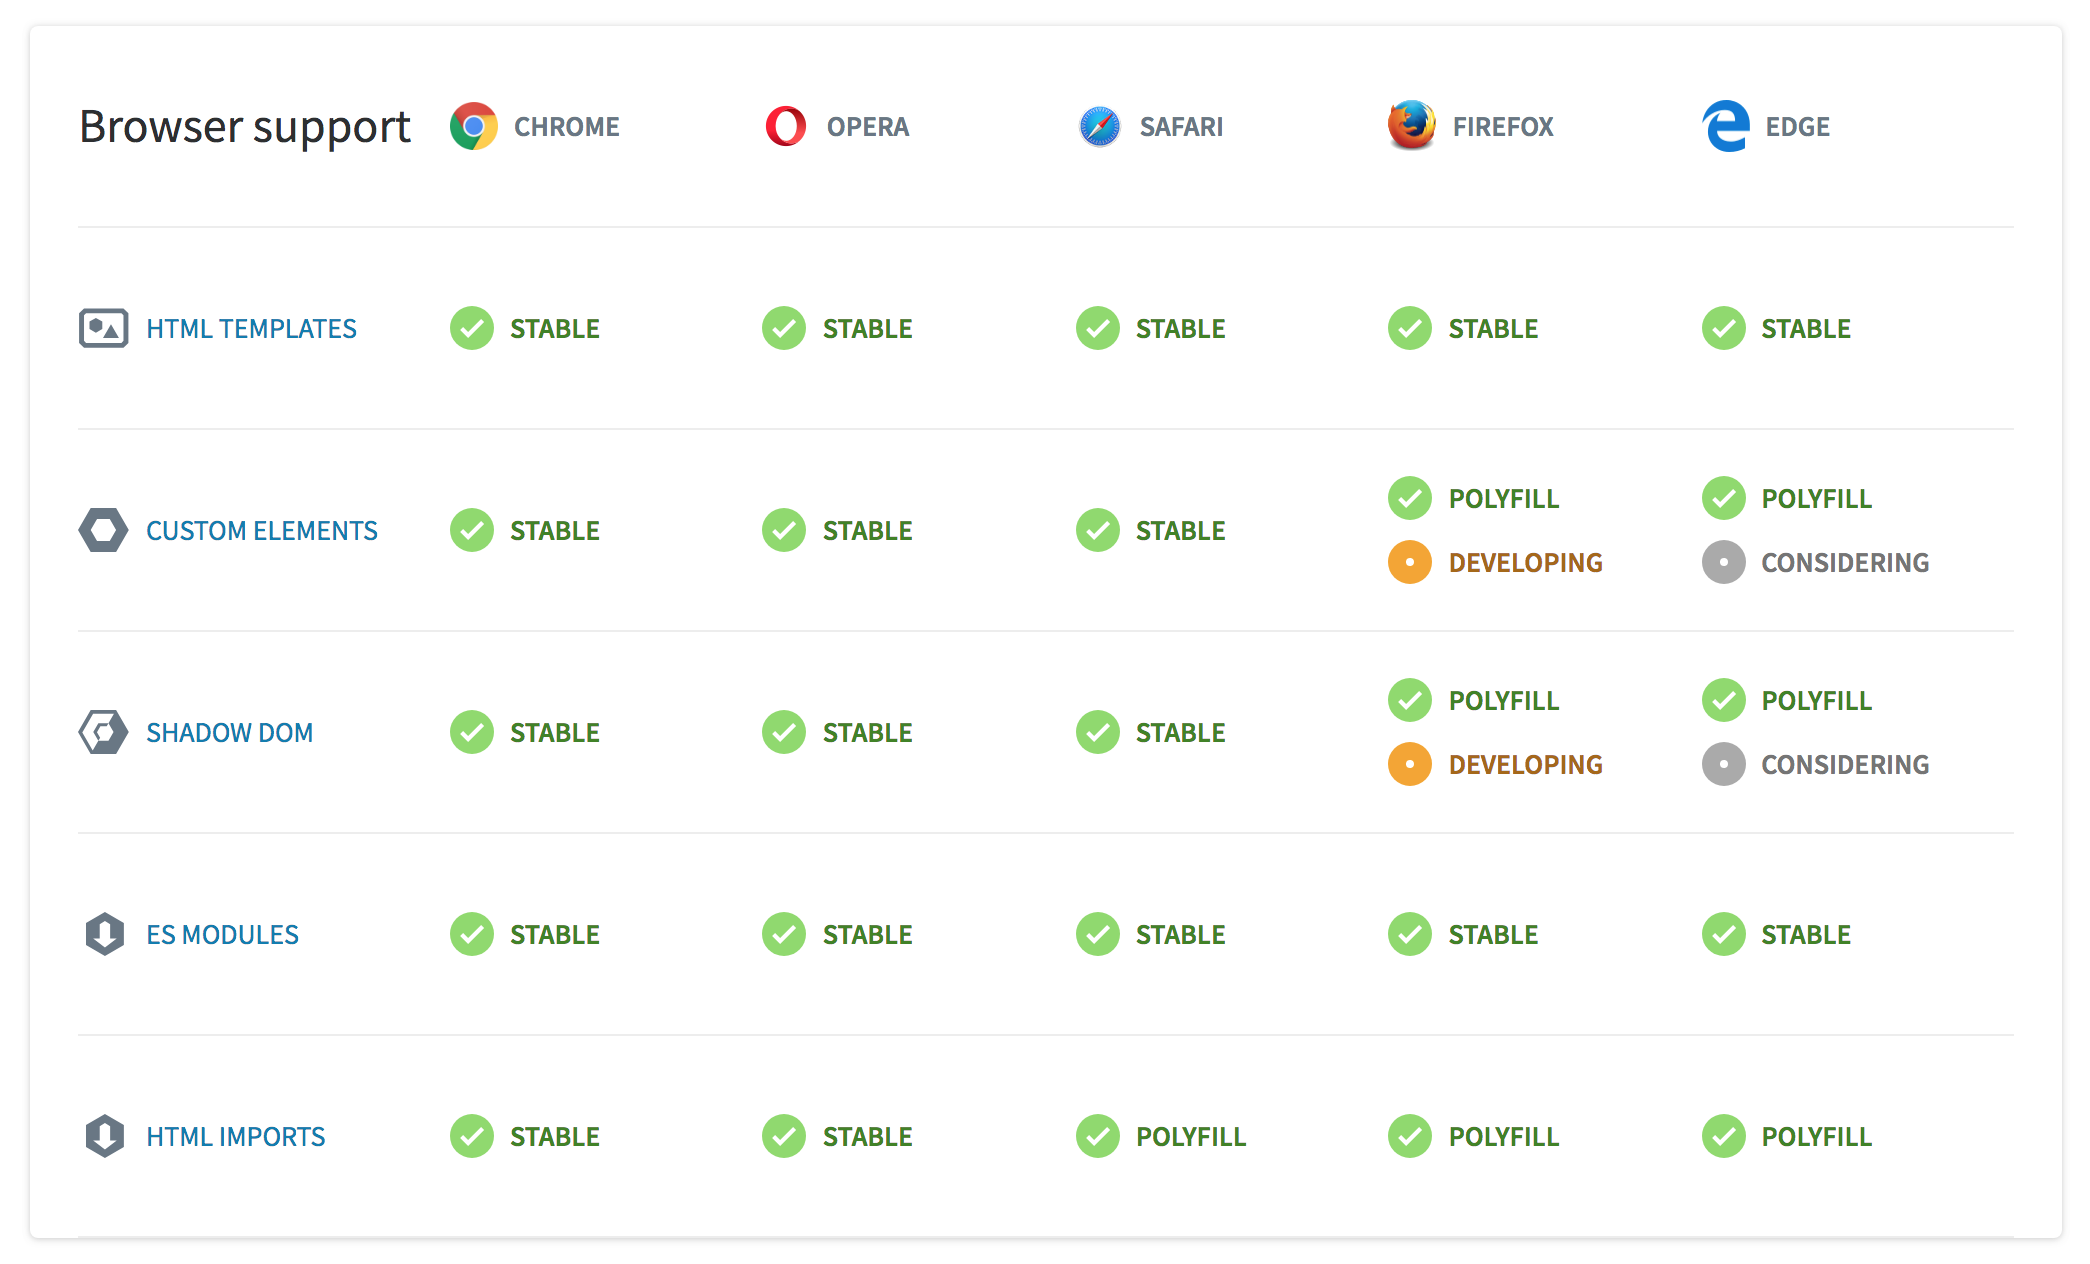 Browser support CHROME OPERA SAFARI FIREFOX EDGE
HTML TEMPLATES STABLE STABLE STABLE STABLE STABLE
CUSTOM ELEMENTS STABLE STABLE STABLE POLYFILL POLYFILL
DEVELOPING CONSIDERING
SHADOW DOM STABLE STABLE STABLE POLYFILL POLYFILL
DEVELOPING CONSIDERING
ES MODULES STABLE STABLE STABLE STABLE STABLE
HTML IMPORTS STABLE STABLE POLYFILL POLYFILL POLYFILL